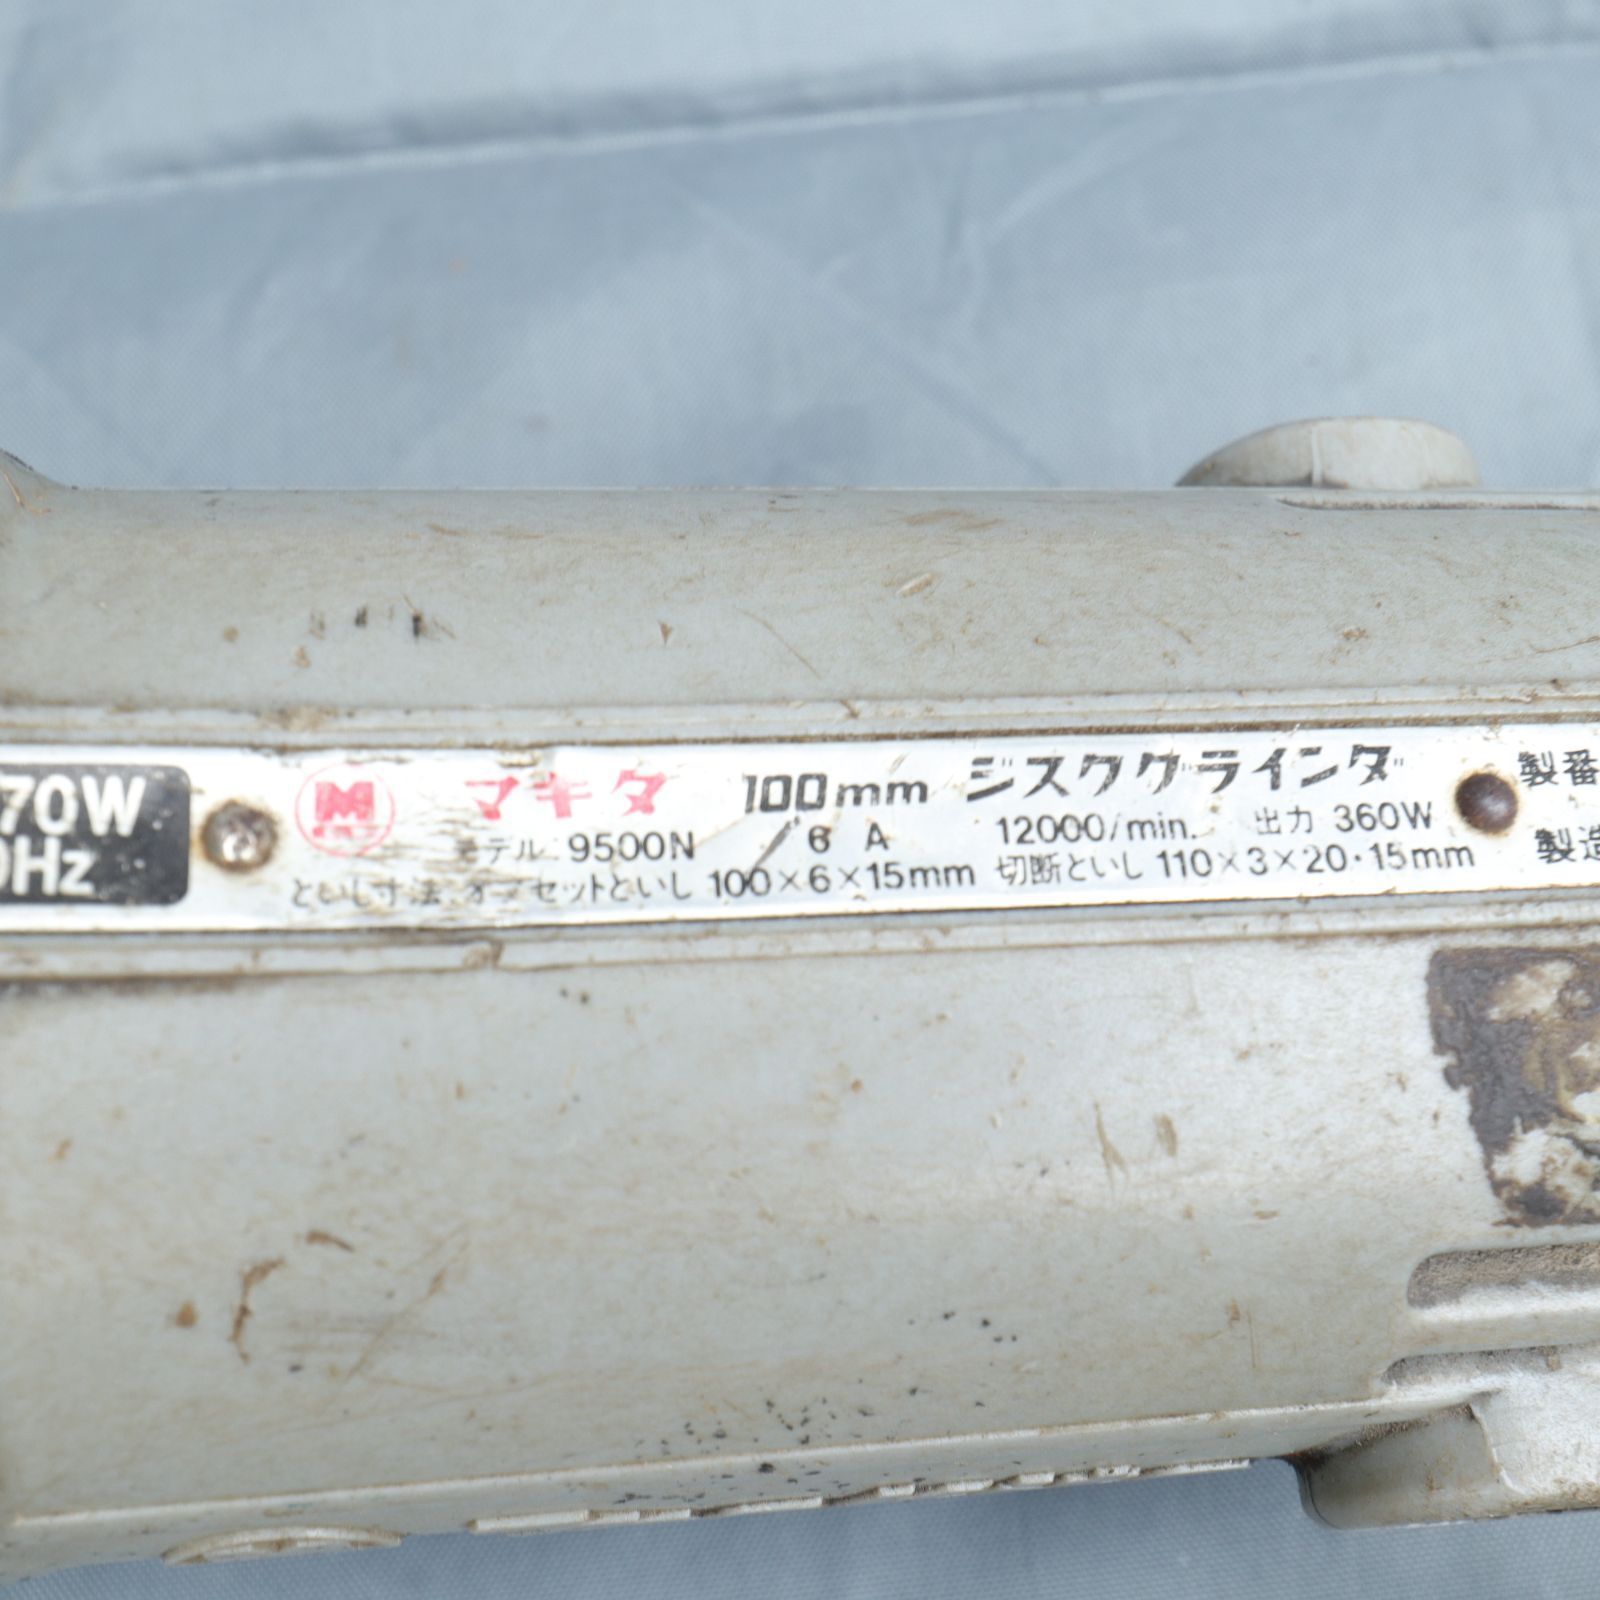 70W
0Hz
M マキタ 100mm ジスクグラインダ
モデル 9500N 6 A 12000/min. 出力 360W
といし寸法 オフセットといし 100×6×15mm 切断といし 110×3×20・15mm
製番
製造